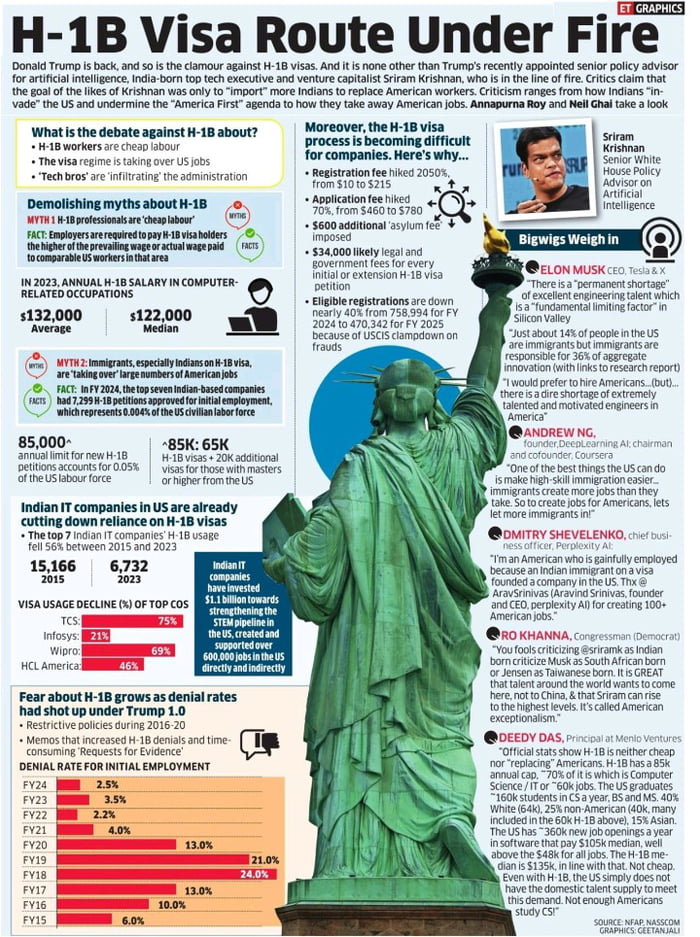 ET GRAPHICS
H-1B Visa Route Under Fire
Donald Trump is back, and so is the clamour against H-1B visas. And it is none other than Trump's recently appointed senior policy advisor
for artificial intelligence, India-born top tech executive and venture capitalist Sriram Krishnan, who is in the line of fire. Critics claim that
the goal of the likes of Krishnan was only to “import” more Indians to replace American workers. Criticism ranges from how Indians “in-
vade” the US and undermine the “America First” agenda to how they take away American jobs. Annapurna Roy and Neil Ghai take a look
What is the debate against H-1B about?
• H-1B workers are cheap labour
• The visa regime is taking over US jobs
• ‘Tech bros’ are ‘infiltrating’ the administration
Demolishing myths about H-1B
MYTH 1 H-1B professionals are ‘cheap labour’
MYTHS
FACT: Employers are required to pay H-1B visa holders
the higher of the prevailing wage or actual wage paid
to comparable US workers in that area
FACTS
IN 2023, ANNUAL H-1B SALARY IN COMPUTER-
RELATED OCCUPATIONS
$132,000
Average
$122,000
Median
MYTHS
MYTH 2: Immigrants, especially Indians on H-1B visa,
are ‘taking over’ large numbers of American jobs
FACTS
FACT: In FY 2024, the top seven Indian-based companies
had 7,299 H-1B petitions approved for initial employment,
which represents 0.004% of the US civilian labor force
85,000^
annual limit for new H-1B
petitions accounts for 0.05%
of the US labour force
^85K: 65K
H-1B visas + 20K additional
visas for those with masters
or higher from the US
Indian IT companies in US are already
cutting down reliance on H-1B visas
• The top 7 Indian IT companies’ H-1B usage
fell 56% between 2015 and 2023
15,166
2015
6,732
2023
VISA USAGE DECLINE (%) OF TOP COS
TCS: 75%
Infosys: 21%
Wipro: 69%
HCL America: 46%
Indian IT
companies
have invested
$1.1 billion towards
strengthening the
STEM pipeline in
the US, created and
supported over
600,000 jobs in the US
directly and indirectly
Fear about H-1B grows as denial rates
had shot up under Trump 1.0
• Restrictive policies during 2016-20
• Memos that increased H-1B denials and time-
consuming ‘Requests for Evidence’
DENIAL RATE FOR INITIAL EMPLOYMENT
FY24 2.5%
FY23 3.5%
FY22 2.2%
FY21 4.0%
FY20 13.0%
FY19 21.0%
FY18 24.0%
FY17 13.0%
FY16 10.0%
FY15 6.0%
Moreover, the H-1B visa
process is becoming difficult
for companies. Here's why...
• Registration fee hiked 2050%,
from $10 to $215
• Application fee hiked
70%, from $460 to $780
• $600 additional ‘asylum fee’
imposed
• $34,000 likely legal and
government fees for every
initial or extension H-1B visa
petition
• Eligible registrations are down
nearly 40% from 758,994 for FY
2024 to 470,342 for FY 2025
because of USCIS clampdown on
frauds
Sriram
Krishnan
Senior White
House Policy
Advisor on
Artificial
Intelligence
Bigwigs Weigh in
ELON MUSK CEO, Tesla & X
“There is a “permanent shortage”
of excellent engineering talent which
is a “fundamental limiting factor” in
Silicon Valley
“Just about 14% of people in the US
are immigrants but immigrants are
responsible for 36% of aggregate
innovation (with links to research report)
“I would prefer to hire Americans...(but)...
there is a dire shortage of extremely
talented and motivated engineers in
America”
ANDREW NG,
founder,DeepLearning AI; chairman
and cofounder, Coursera
“One of the best things the US can do
is make high-skill immigration easier...
immigrants create more jobs than they
take. So to create jobs for Americans, lets
let more immigrants in!”
DMITRY SHEVELENKO, chief busi-
ness officer, Perplexity AI:
“I'm an American who is gainfully employed
because an Indian immigrant on a visa
founded a company in the US. Thx @
AravSrinivas (Aravind Srinivas, founder
and CEO, perplexity AI) for creating 100+
American jobs.”
RO KHANNA, Congressman (Democrat)
“You fools criticizing @sriramk as Indian
born criticize Musk as South African born
or Jensen as Taiwanese born. It is GREAT
that talent around the world wants to come
here, not to China, & that Sriram can rise
to the highest levels. It's called American
exceptionalism.”
DEEDY DAS, Principal at Menlo Ventures
“Official stats show H-1B is neither cheap
nor “replacing” Americans. H-1B has a 85k
annual cap, ~70% of it is which is Computer
Science / IT or ~60k jobs. The US graduates
~160k students in CS a year, BS and MS. 40%
White (64k), 25% non-American (40k, many
included in the 60k H-1B above), 15% Asian.
The US has ~360k new job openings a year
in software that pay $105k median, well
above the $48k for all jobs. The H-1B me-
dian is $135k, in line with that. Not cheap.
Even with H-1B, the US simply does not
have the domestic talent supply to meet
this demand. Not enough Americans
study CS!”
SOURCE: NFAP, NASSCOM
GRAPHICS: GEETANJALI